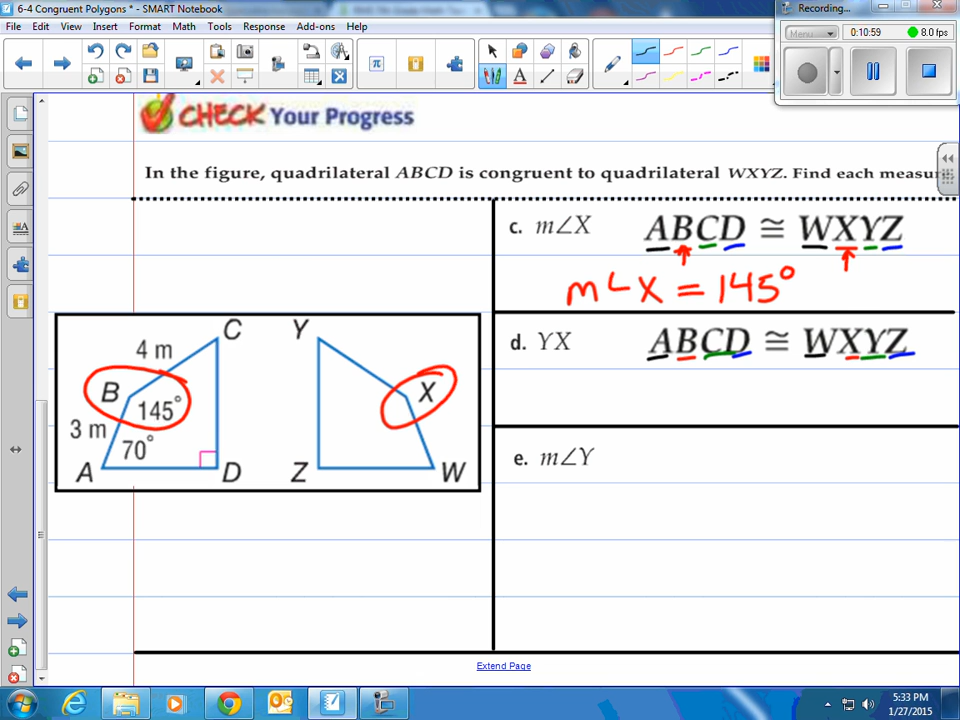 6-4 Congruent Polygons * - SMART Notebook
Recording...
File Edit View Insert Format Math Tools Response Add-ons Help
Menu 0:10:59 8.0 fps
CHECK Your Progress
In the figure, quadrilateral ABCD is congruent to quadrilateral WXYZ. Find each measure
c. m∠X ABCD ≅ WXYZ
m∠X = 145°
d. YX ABCD ≅ WXYZ
C Y
4 m
B 145° X
3 m
70°
A D Z W
e. m∠Y
Extend Page
5:33 PM
1/27/2015